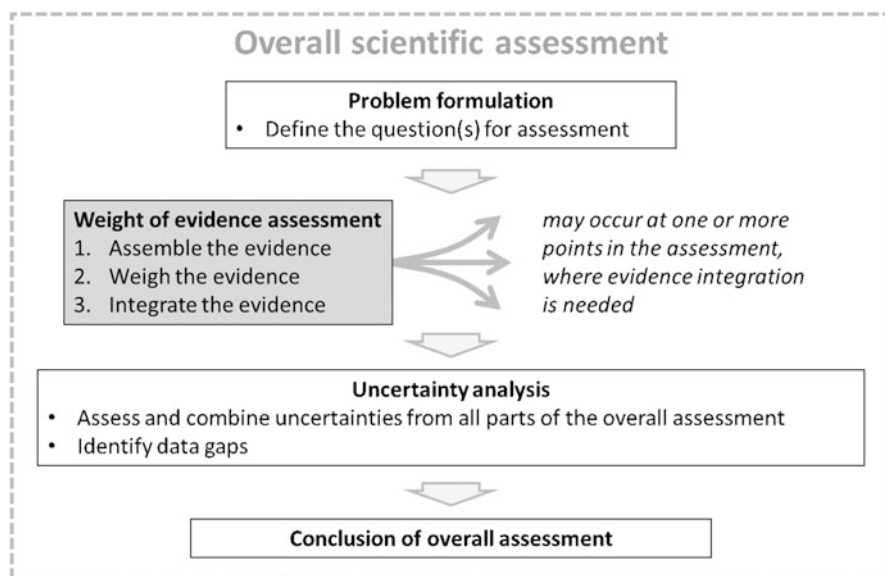 Overall scientific assessment
Problem formulation
• Define the question(s) for assessment
Weight of evidence assessment
1. Assemble the evidence
2. Weigh the evidence
3. Integrate the evidence
may occur at one or more
points in the assessment,
where evidence integration
is needed
Uncertainty analysis
• Assess and combine uncertainties from all parts of the overall assessment
• Identify data gaps
Conclusion of overall assessment